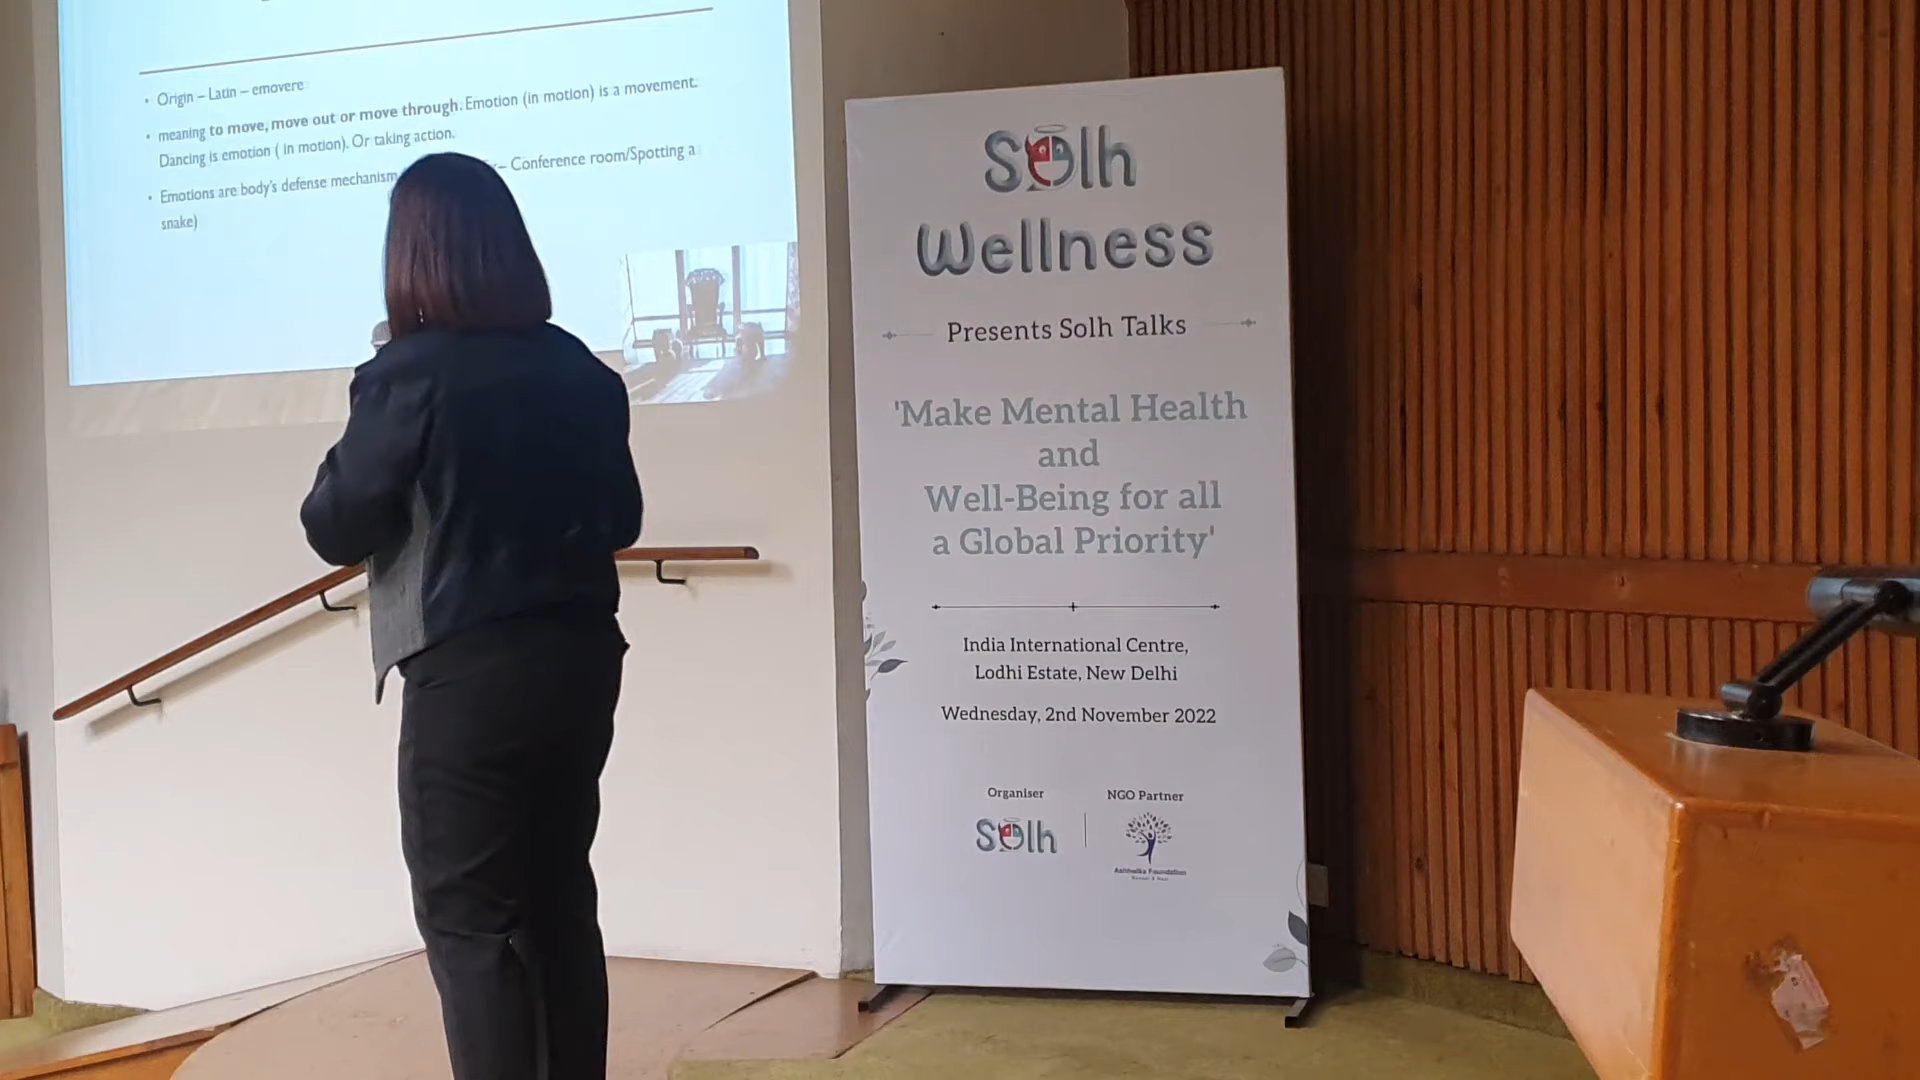 Origin – Latin – emovere
meaning to move, move out or move through. Emotion (in motion) is a movement.
Dancing is emotion ( in motion). Or taking action.
Emotions are body's defense mechanism – Conference room/Spotting a
snake)
Solh
Wellness
Presents Solh Talks
'Make Mental Health
and
Well-Being for all
a Global Priority'
India International Centre,
Lodhi Estate, New Delhi
Wednesday, 2nd November 2022
Organiser
NGO Partner
Solh
Foundation